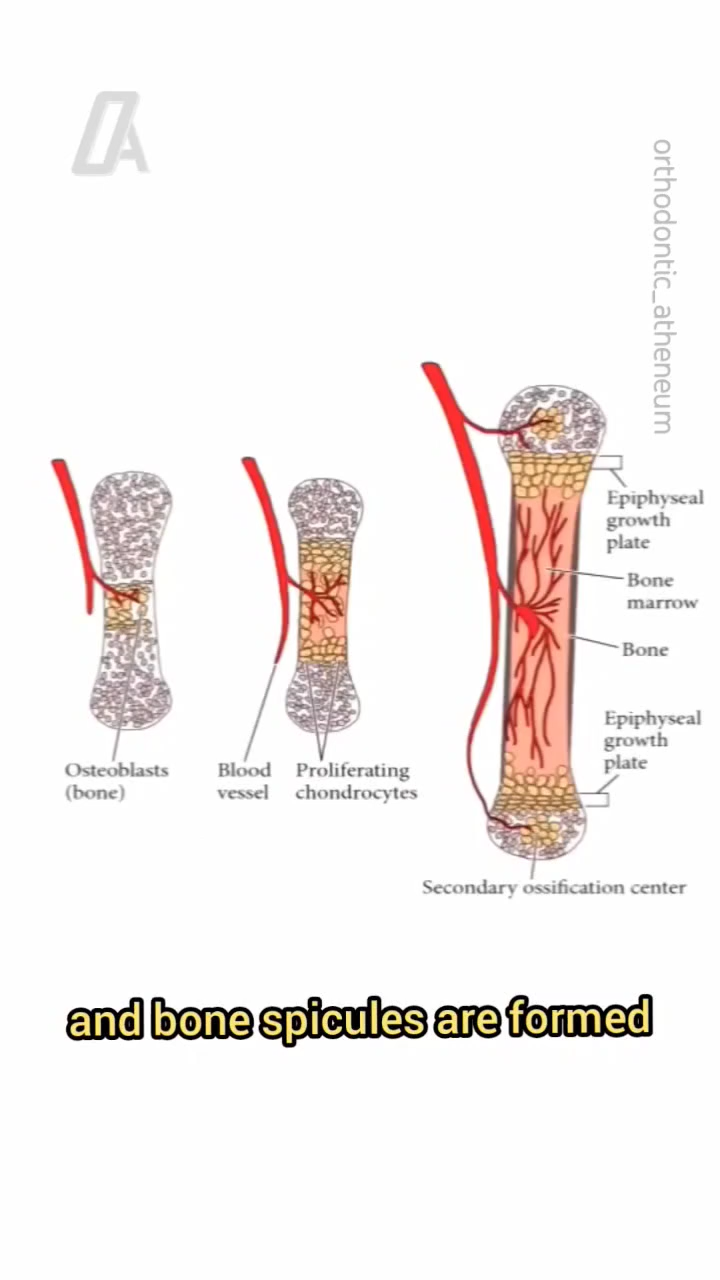 OA
orthodontic_atheneum
Epiphyseal
growth
plate
Bone
marrow
Bone
Epiphyseal
growth
plate
Osteoblasts
(bone)
Blood
vessel
Proliferating
chondrocytes
Secondary ossification center
and bone spicules are formed